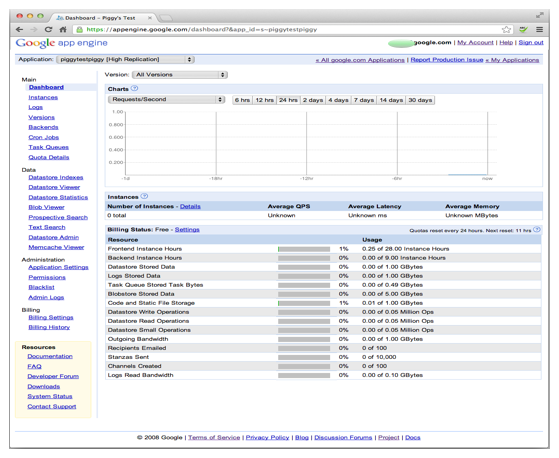 Dashboard – Piggy's Test
https://appengine.google.com/dashboard?&app_id=s~piggytestpiggy
Google app engine
google.com | My Account | Help | Sign out
Application: piggytestpiggy [High Replication]
« All google.com Applications | Report Production Issue « My Applications
Main
Dashboard
Instances
Logs
Versions
Backends
Cron Jobs
Task Queues
Quota Details
Data
Datastore Indexes
Datastore Viewer
Datastore Statistics
Blob Viewer
Prospective Search
Text Search
Datastore Admin
Memcache Viewer
Administration
Application Settings
Permissions
Blacklist
Admin Logs
Billing
Billing Settings
Billing History
Resources
Documentation
FAQ
Developer Forum
Downloads
System Status
Contact Support
Version: All Versions
Charts
Requests/Second 6 hrs 12 hrs 24 hrs 2 days 4 days 7 days 14 days 30 days
1.00
0.800
0.600
0.400
0.200
-1d -18hr -12hr -6hr now
Instances
Number of Instances - Details Average QPS Average Latency Average Memory
0 total Unknown Unknown ms Unknown MBytes
Billing Status: Free - Settings Quotas reset every 24 hours. Next reset: 11 hrs
Resource Usage
Frontend Instance Hours 1% 0.25 of 28.00 Instance Hours
Backend Instance Hours 0% 0.00 of 9.00 Instance Hours
Datastore Stored Data 0% 0.00 of 1.00 GBytes
Logs Stored Data 0% 0.00 of 1.00 GBytes
Task Queue Stored Task Bytes 0% 0.00 of 0.49 GBytes
Blobstore Stored Data 0% 0.00 of 5.00 GBytes
Code and Static File Storage 1% 0.01 of 1.00 GBytes
Datastore Write Operations 0% 0.00 of 0.05 Million Ops
Datastore Read Operations 0% 0.00 of 0.05 Million Ops
Datastore Small Operations 0% 0.00 of 0.05 Million Ops
Outgoing Bandwidth 0% 0.00 of 1.00 GBytes
Recipients Emailed 0% 0 of 100
Stanzas Sent 0% 0 of 10,000
Channels Created 0% 0 of 100
Logs Read Bandwidth 0% 0.00 of 0.10 GBytes
© 2008 Google | Terms of Service | Privacy Policy | Blog | Discussion Forums | Project | Docs